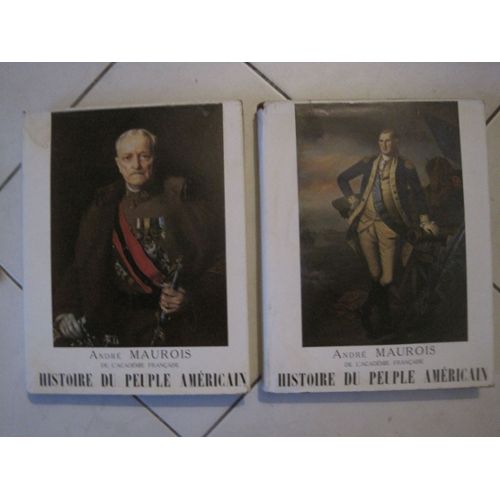 ANDRÉ MAUROIS
DE L'ACADÉMIE FRANÇAISE
HISTOIRE DU PEUPLE AMÉRICAIN
ANDRÉ MAUROIS
DE L'ACADÉMIE FRANÇAISE
HISTOIRE DU PEUPLE AMÉRICAIN